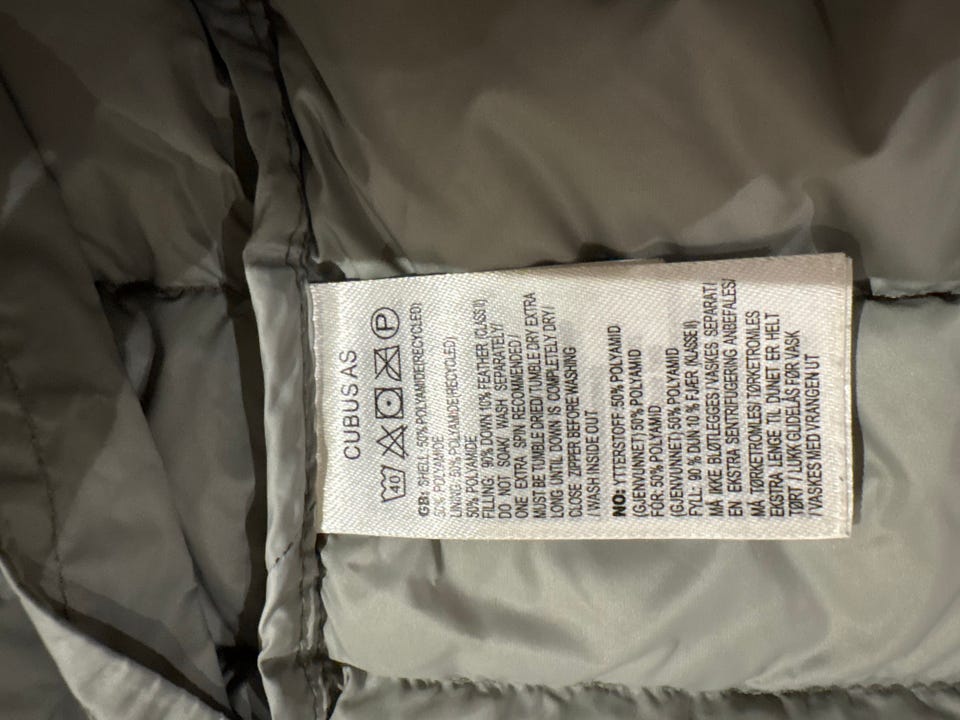 CUBUS AS
40 P
GB: SHELL: 50% POLYAMIDE(RECYCLED)
50% POLYAMIDE
LINING: 50% POLYAMIDE(RECYCLED)
50% POLYAMIDE
FILLING: 90% DOWN 10% FEATHER (CLASS II)
DO NOT SOAK/ WASH SEPARATELY/
ONE EXTRA SPIN RECOMMENDED/
MUST BE TUMBLE DRIED/ TUMBLE DRY EXTRA
LONG UNTIL DOWN IS COMPLETELY DRY/
CLOSE ZIPPER BEFORE WASHING
/ WASH INSIDE OUT
NO: YTTERSTOFF: 50% POLYAMID
(GJENVUNNET) 50% POLYAMID
FOR: 50% POLYAMID
(GJENVUNNET) 50% POLYAMID
FYLL: 90 % DUN 10 % FJÆR (KLASSE II)
MÅ IKKE BLØTLEGGES/ VASKES SEPARAT/
EN EKSTRA SENTRIFUGERING ANBEFALES/
MÅ TØRKETROMLES/ TØRKETROMLES
EKSTRA LENGE TIL DUNET ER HELT
TØRT / LUKK GLIDELÅS FØR VASK
/ VASKES MED VRANGEN UT